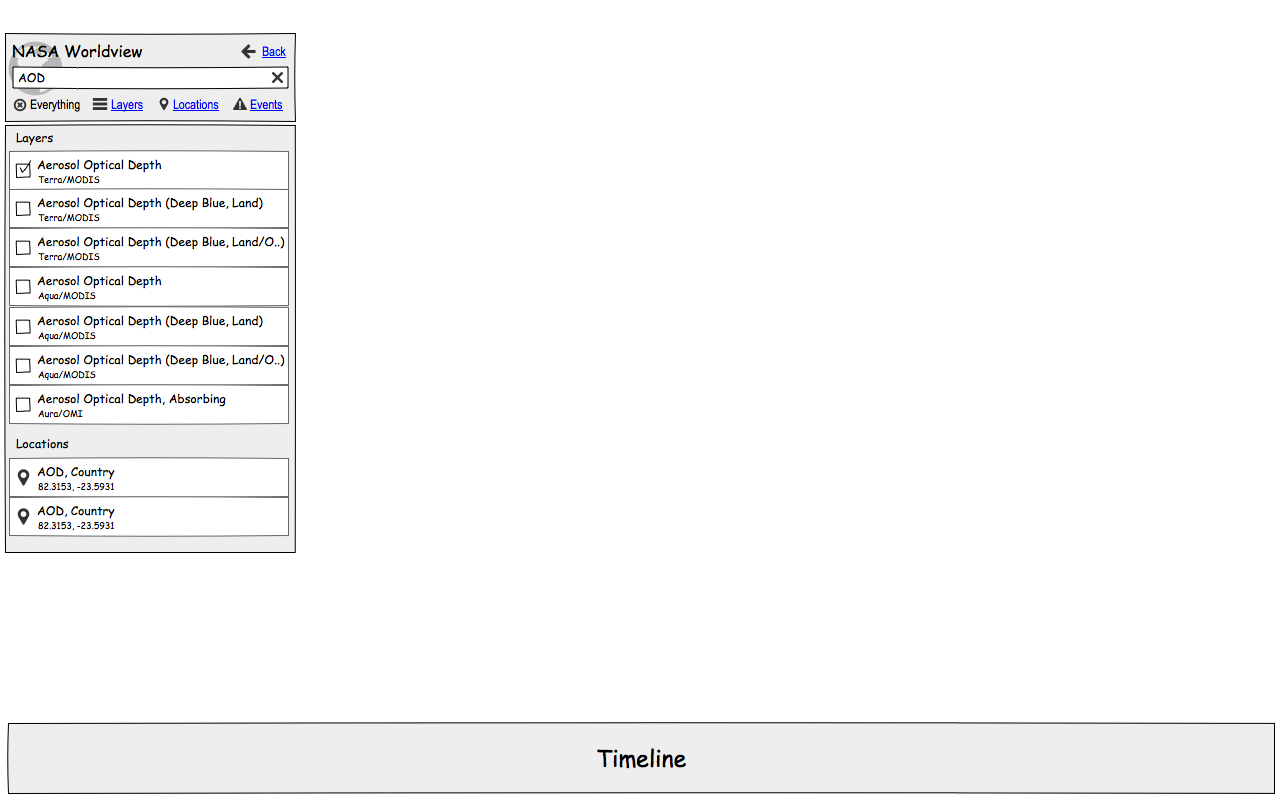 NASA Worldview
Back
AOD
Everything Layers Locations Events
Layers
Aerosol Optical Depth
Terra/MODIS
Aerosol Optical Depth (Deep Blue, Land)
Terra/MODIS
Aerosol Optical Depth (Deep Blue, Land/O..)
Terra/MODIS
Aerosol Optical Depth
Aqua/MODIS
Aerosol Optical Depth (Deep Blue, Land)
Aqua/MODIS
Aerosol Optical Depth (Deep Blue, Land/O..)
Aqua/MODIS
Aerosol Optical Depth, Absorbing
Aura/OMI
Locations
AOD, Country
82.3153, -23.5931
AOD, Country
82.3153, -23.5931
Timeline